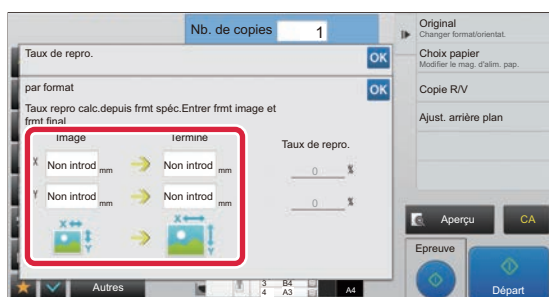 Nb. de copies 1
Original
Changer format/orientat.
Taux de repro. OK
Choix papier
Modifier le mag. d'alim. pap.
par format OK
Copie R/V
Taux repro calc.depuis frmt spéc.Entrer frmt image et
frmt final
Ajust. arrière plan
Image Terminé
Taux de repro.
X Non introd mm Non introd mm 0 %
Y Non introd mm Non introd mm 0 %
X X
Y Y
Aperçu CA
Epreuve
Autres
3 B4
4 A3
A4
Départ